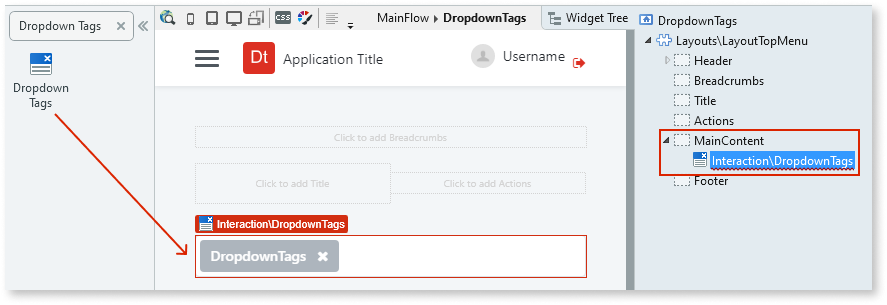 Dropdown Tags
Dropdown
Tags
CSS
MainFlow DropdownTags
Widget Tree
DropdownTags
Dt
Application Title
Username
Click to add Breadcrumbs
Click to add Title
Click to add Actions
Interaction\DropdownTags
DropdownTags
Layouts\LayoutTopMenu
Header
Breadcrumbs
Title
Actions
MainContent
Interaction\DropdownTags
Footer